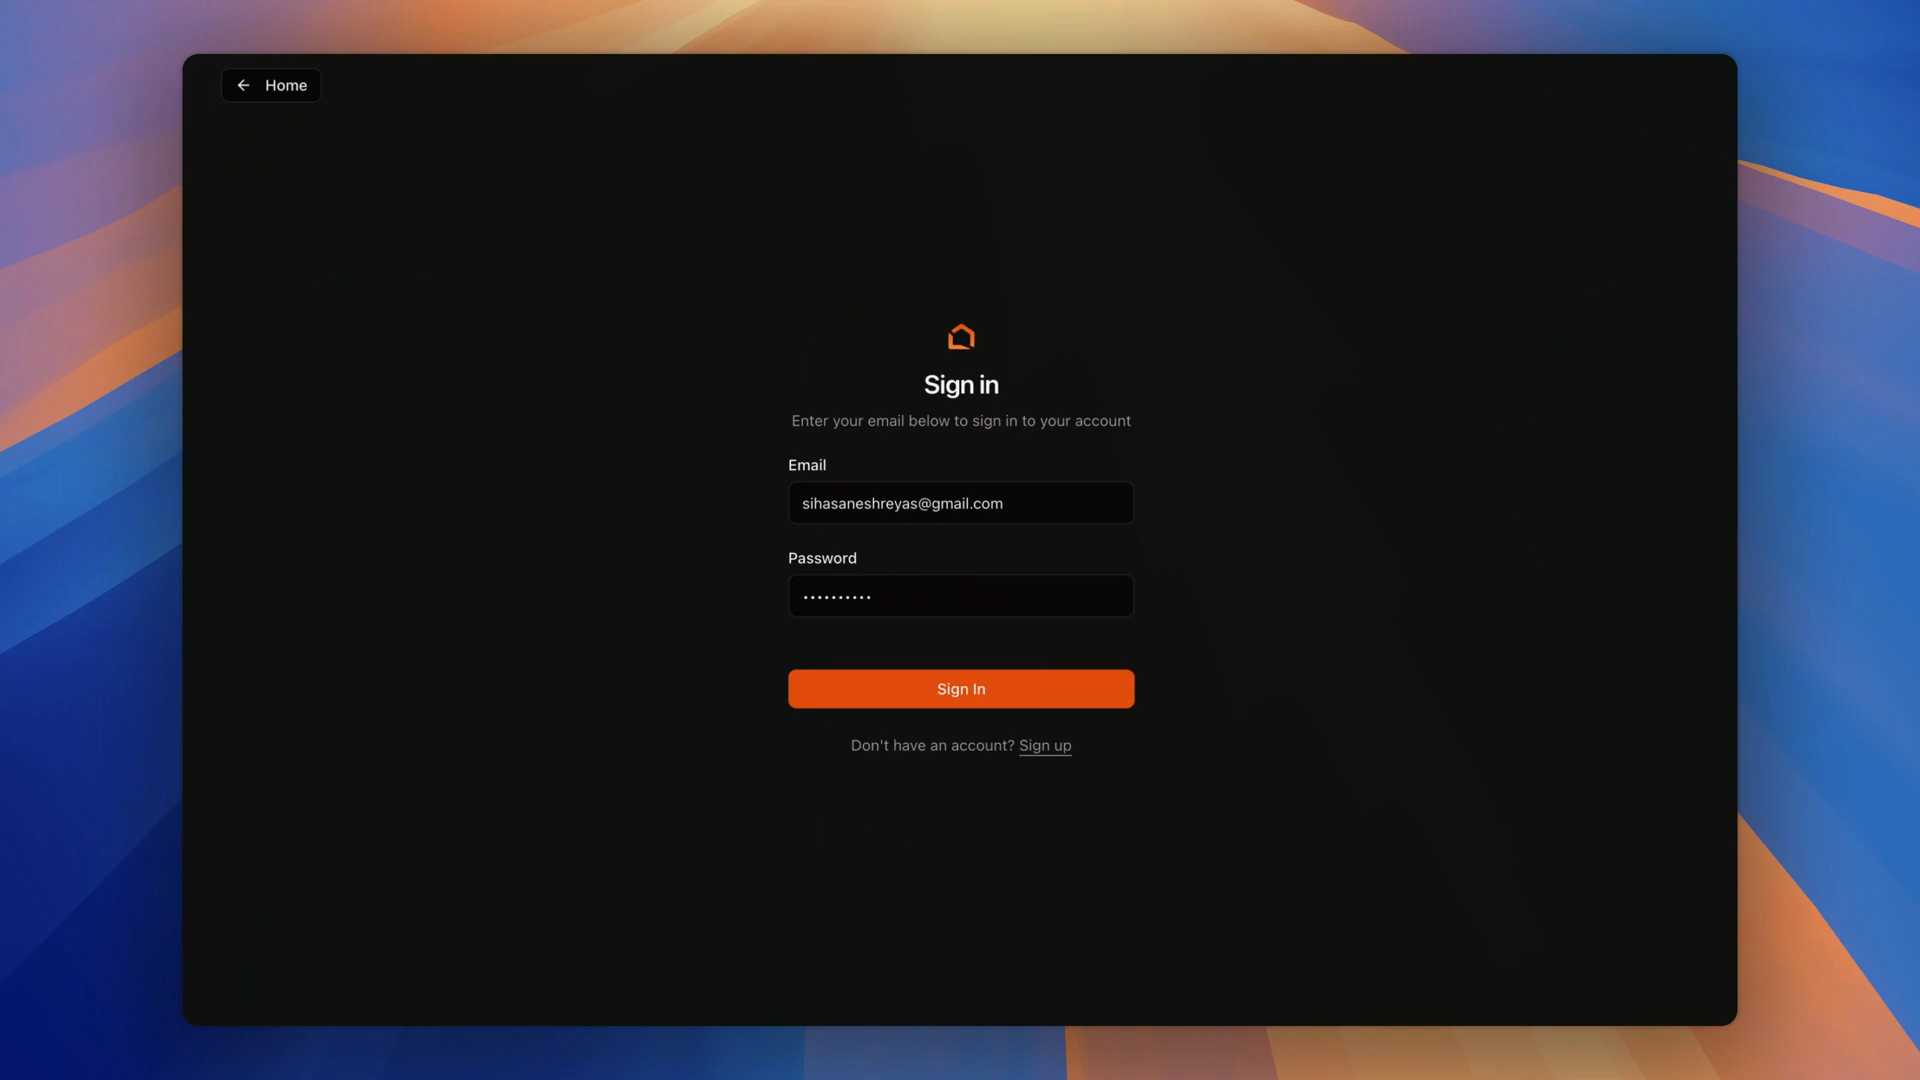 Home
Sign in
Enter your email below to sign in to your account
Email
sihasaneshreyas@gmail.com
Password
••••••••••
Sign In
Don't have an account? Sign up